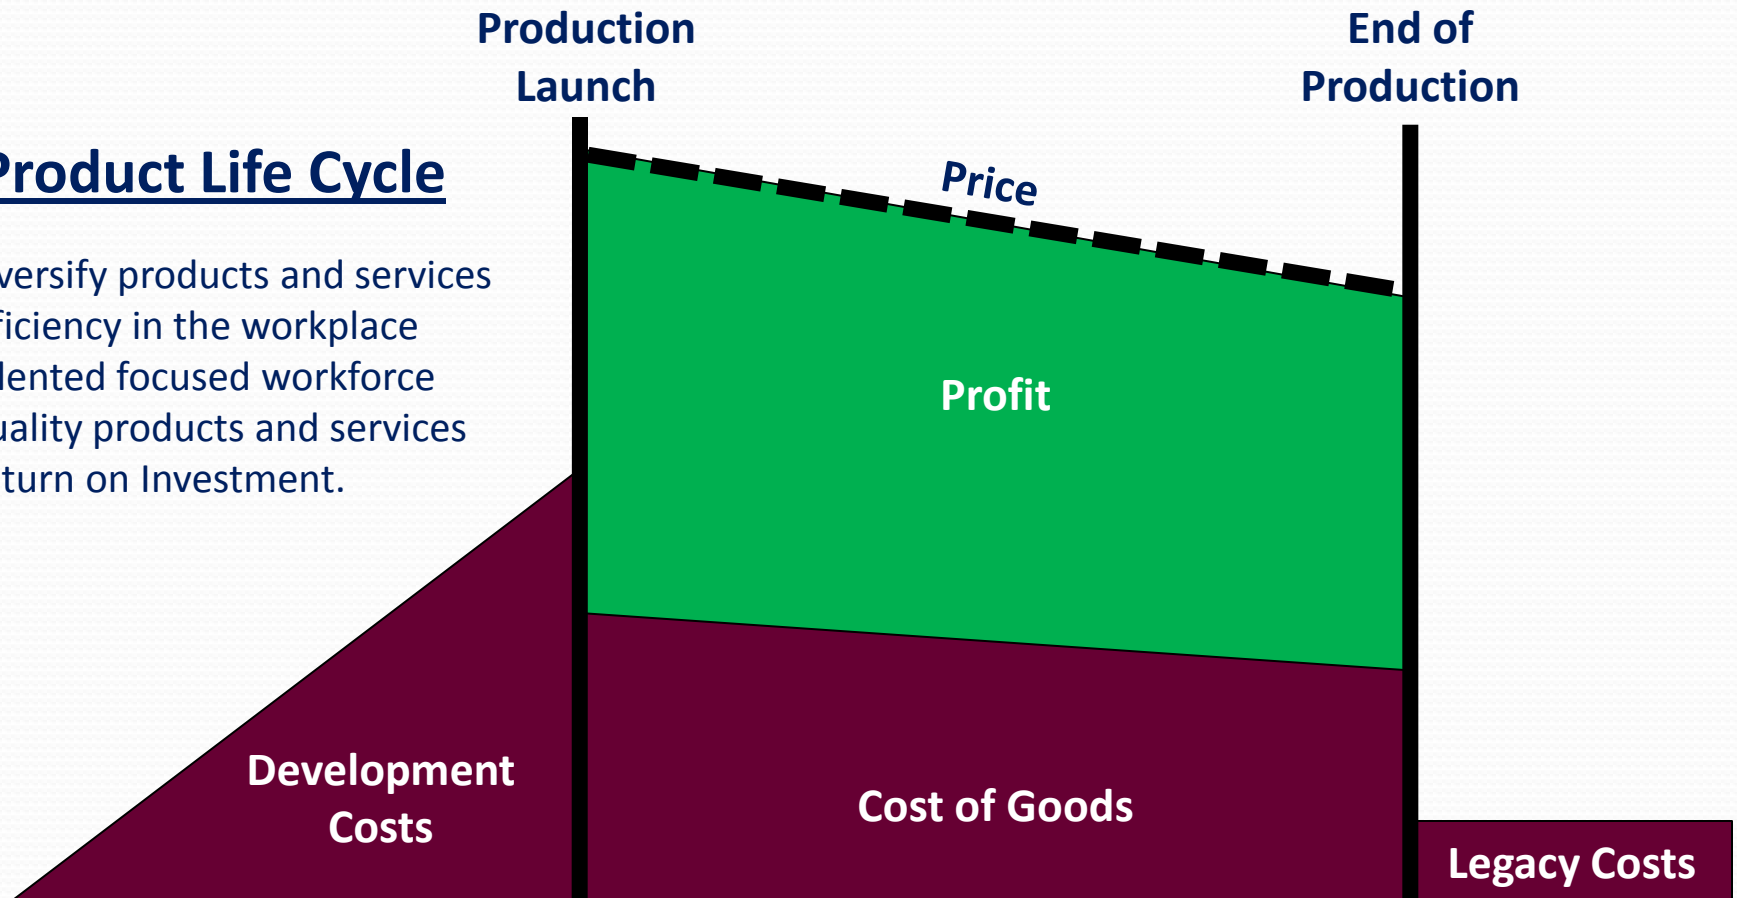 Production
Launch
End of
Production
Product Life Cycle
versify products and services
ficiency in the workplace
lented focused workforce
uality products and services
turn on Investment.
Price
Profit
Development
Costs
Cost of Goods
Legacy Costs